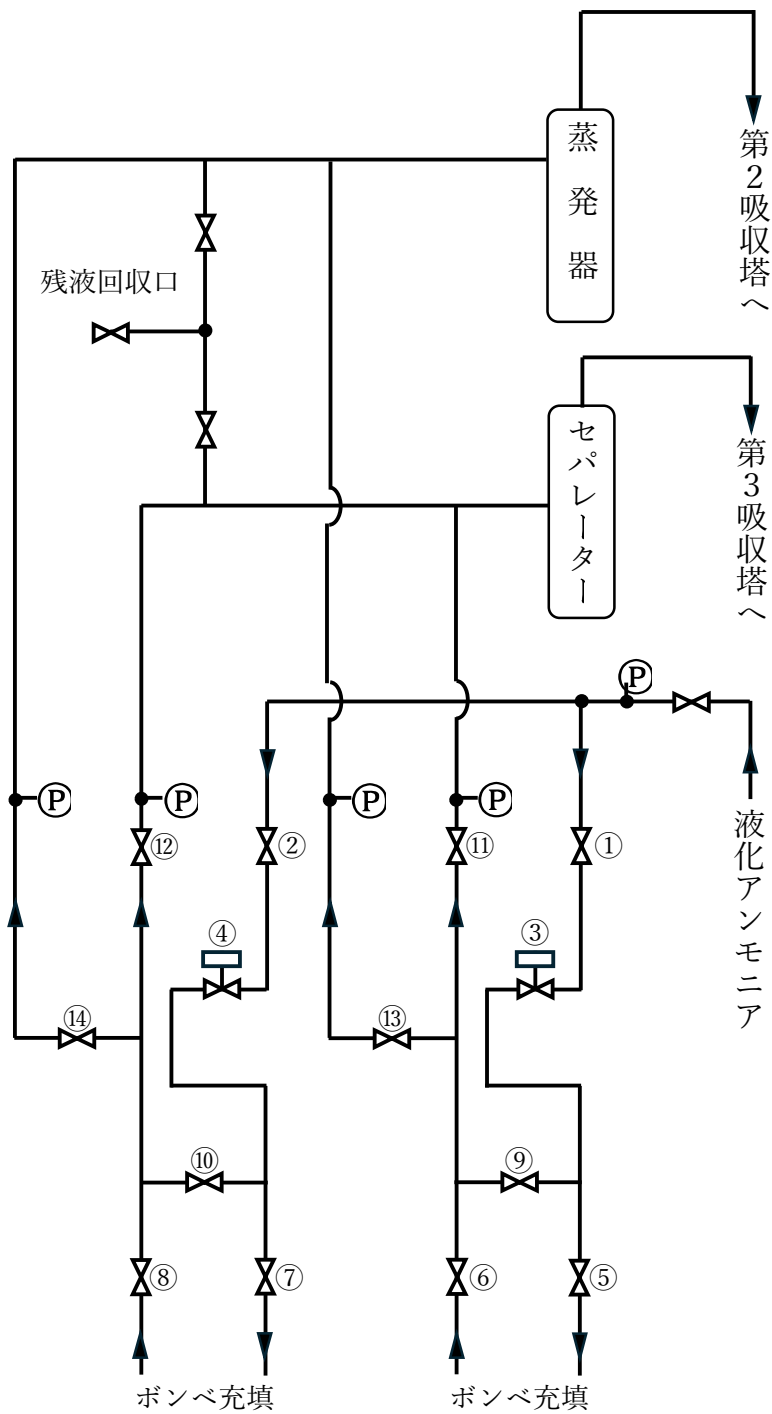 蒸発器
第２吸収塔へ
残液回収口
セパレーター
第３吸収塔へ
P
液化アンモニア
P
P
P
P
⑫
②
⑪
①
④
③
⑭
⑬
⑩
⑨
⑧
⑦
⑥
⑤
ボンベ充填
ボンベ充填